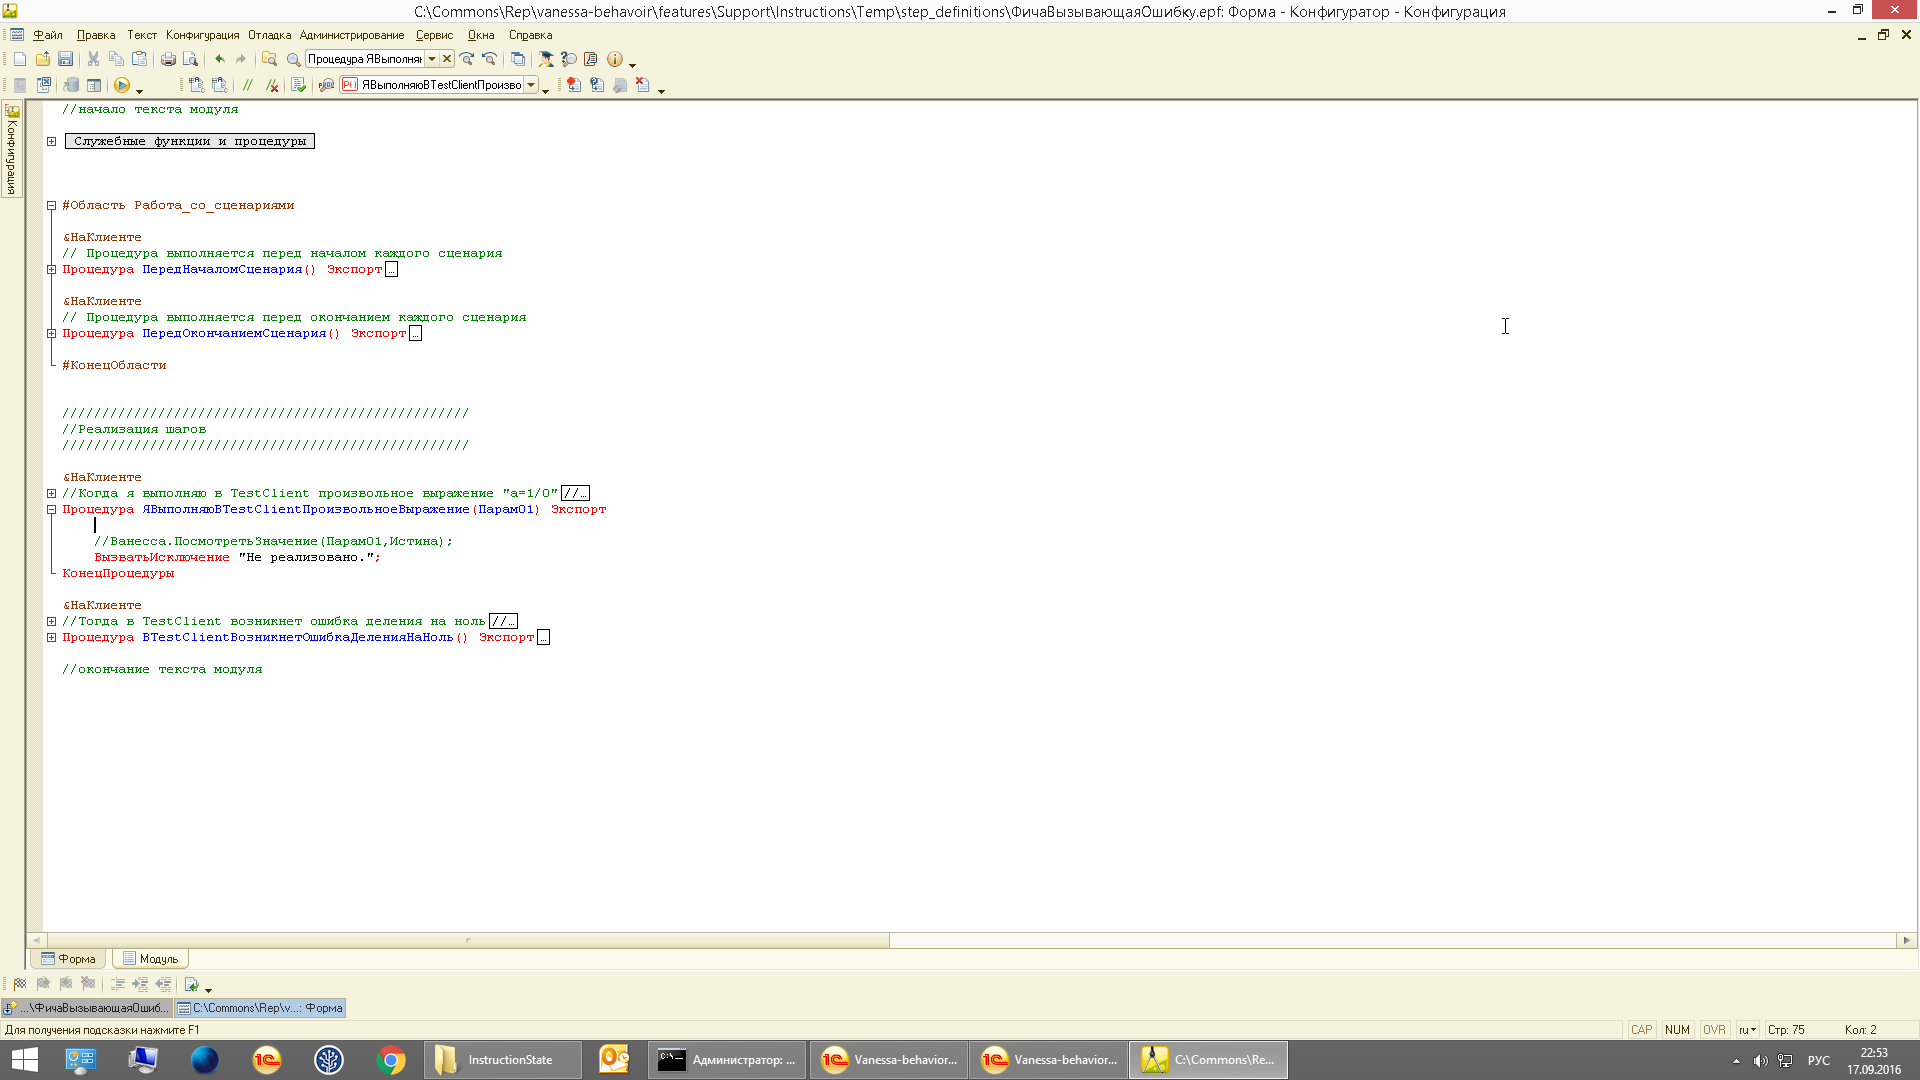 C:\Commons\Rep\vanessa-behavoir\features\Support\Instructions\Temp\step_definitions\ФичаВызывающаяОшибку.epf: Форма - Конфигуратор - Конфигурация
Файл Правка Текст Конфигурация Отладка Администрирование Сервис Окна Справка
Процедура ЯВыполня
ЯВыполняюВTestClientПроизво
Конфигурация
//начало текста модуля
Служебные функции и процедуры
#Область Работа_со_сценариями
&НаКлиенте
// Процедура выполняется перед началом каждого сценария
Процедура ПередНачаломСценария() Экспорт...
&НаКлиенте
// Процедура выполняется перед окончанием каждого сценария
Процедура ПередОкончаниемСценария() Экспорт...
#КонецОбласти
///////////////////////////////////////////////////
//Реализация шагов
///////////////////////////////////////////////////
&НаКлиенте
//Когда я выполняю в TestClient произвольное выражение "а=1/0"//...
Процедура ЯВыполняюВTestClientПроизвольноеВыражение(Парам01) Экспорт
//Ванесса.ПосмотретьЗначение(Парам01,Истина);
ВызватьИсключение "Не реализовано.";
КонецПроцедуры
&НаКлиенте
//Тогда в TestClient возникнет ошибка деления на ноль//...
Процедура ВTestClientВозникнетОшибкаДеленияНаНоль() Экспорт...
//окончание текста модуля
Форма Модуль
...\ФичаВызывающаяОшиб... C:\Commons\Rep\v...: Форма
Для получения подсказки нажмите F1 CAP NUM OVR ru Стр: 75 Кол: 2
InstructionState Администратор: ... Vanessa-behavior... Vanessa-behavior... C:\Commons\Re... РУС 22:53
17.09.2016